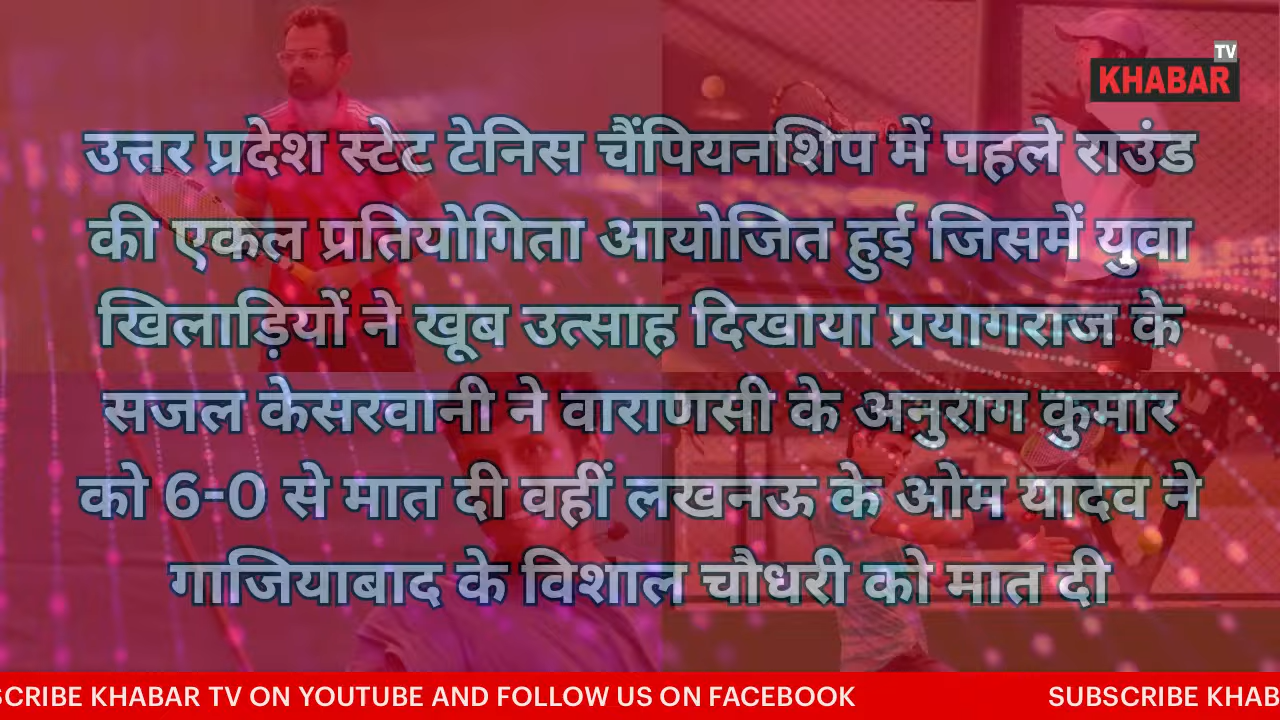 TV
KHABAR
उत्तर प्रदेश स्टेट टेनिस चैंपियनशिप में पहले राउंड
की एकल प्रतियोगिता आयोजित हुई जिसमें युवा
खिलाड़ियों ने खूब उत्साह दिखाया प्रयागराज के
सजल केसरवानी ने वाराणसी के अनुराग कुमार
को 6-0 से मात दी वहीं लखनऊ के ओम यादव ने
गाजियाबाद के विशाल चौधरी को मात दी
SCRIBE KHABAR TV ON YOUTUBE AND FOLLOW US ON FACEBOOK SUBSCRIBE KHAB